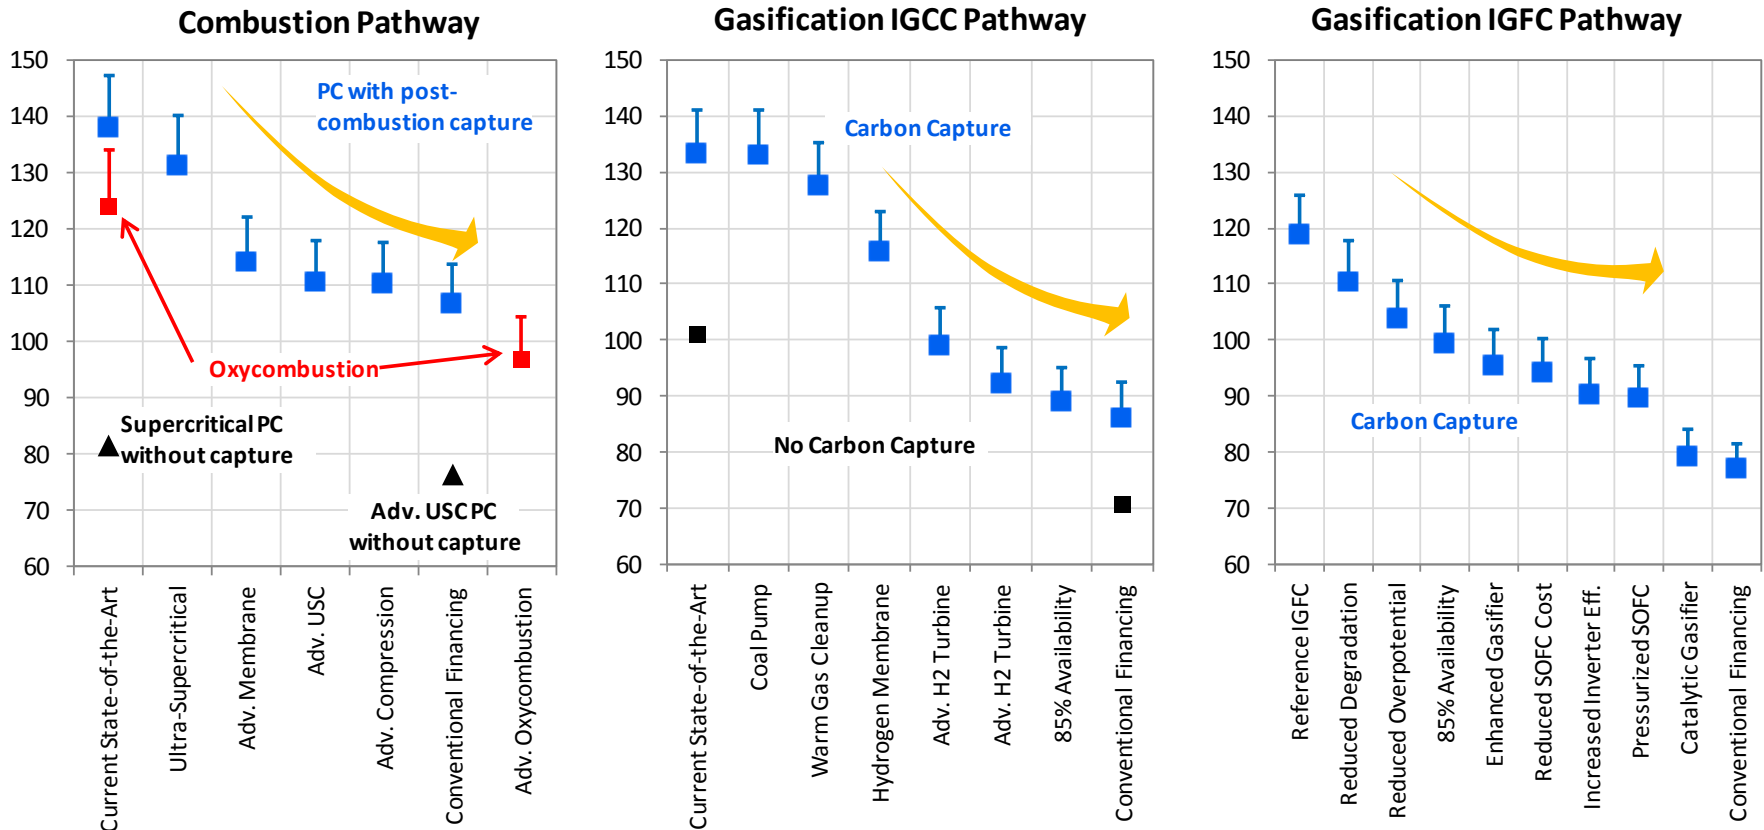 Combustion Pathway
150
140
130
120
110
100
90
80
70
60
PC with post-
combustion capture
Oxycombustion
Supercritical PC
without capture
Adv. USC PC
without capture
Current State-of-the-Art
Ultra-Supercritical
Adv. Membrane
Adv. USC
Adv. Compression
Conventional Financing
Adv. Oxycombustion
Gasification IGCC Pathway
150
140
130
120
110
100
90
80
70
60
Carbon Capture
No Carbon Capture
Current State-of-the-Art
Coal Pump
Warm Gas Cleanup
Hydrogen Membrane
Adv. H2 Turbine
Adv. H2 Turbine
85% Availability
Conventional Financing
Gasification IGFC Pathway
150
140
130
120
110
100
90
80
70
60
Carbon Capture
Reference IGFC
Reduced Degradation
Reduced Overpotential
85% Availability
Enhanced Gasifier
Reduced SOFC Cost
Increased Inverter Eff.
Pressurized SOFC
Catalytic Gasifier
Conventional Financing